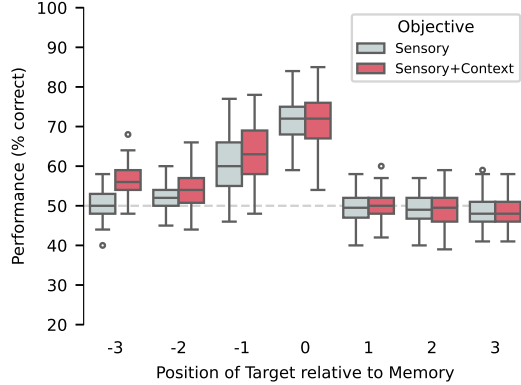 Objective
Sensory
Sensory+Context
Performance (% correct)
100
90
80
70
60
50
40
30
20
-3 -2 -1 0 1 2 3
Position of Target relative to Memory